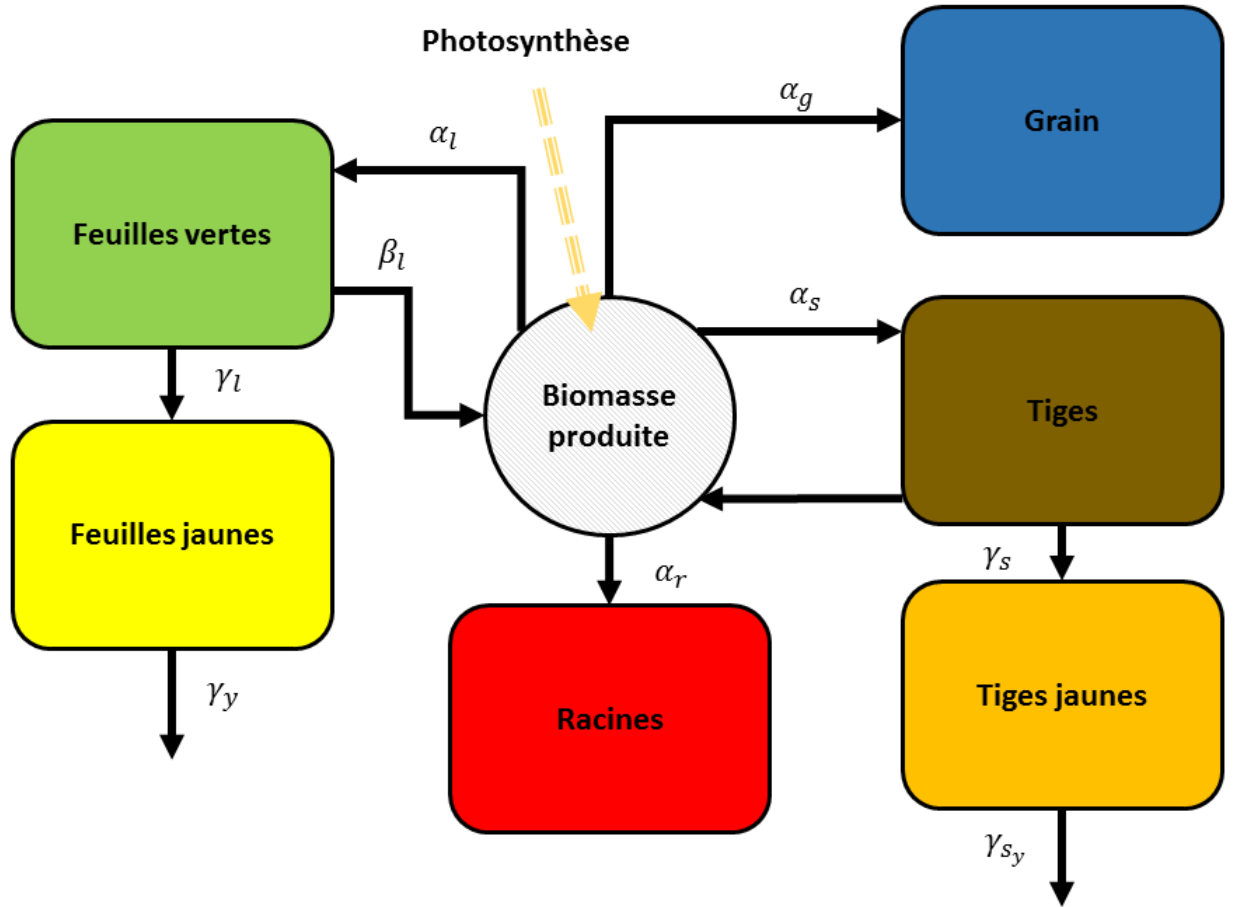 Photosynthèse
α_g
Grain
α_l
Feuilles vertes
β_l
α_s
Biomasse
produite
Tiges
γ_l
Feuilles jaunes
γ_s
α_r
γ_y
Racines
Tiges jaunes
γ_{s_y}